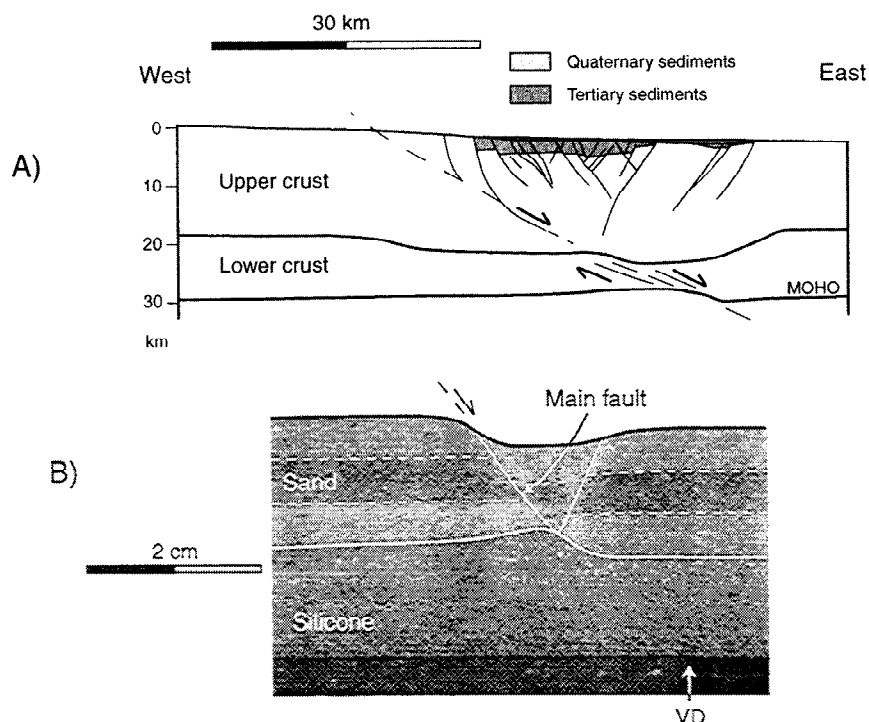 30 km
West
East
Quaternary sediments
Tertiary sediments
A)
0
10
20
30
km
Upper crust
Lower crust
MOHO
B)
Main fault
Sand
2 cm
Silicone
VD